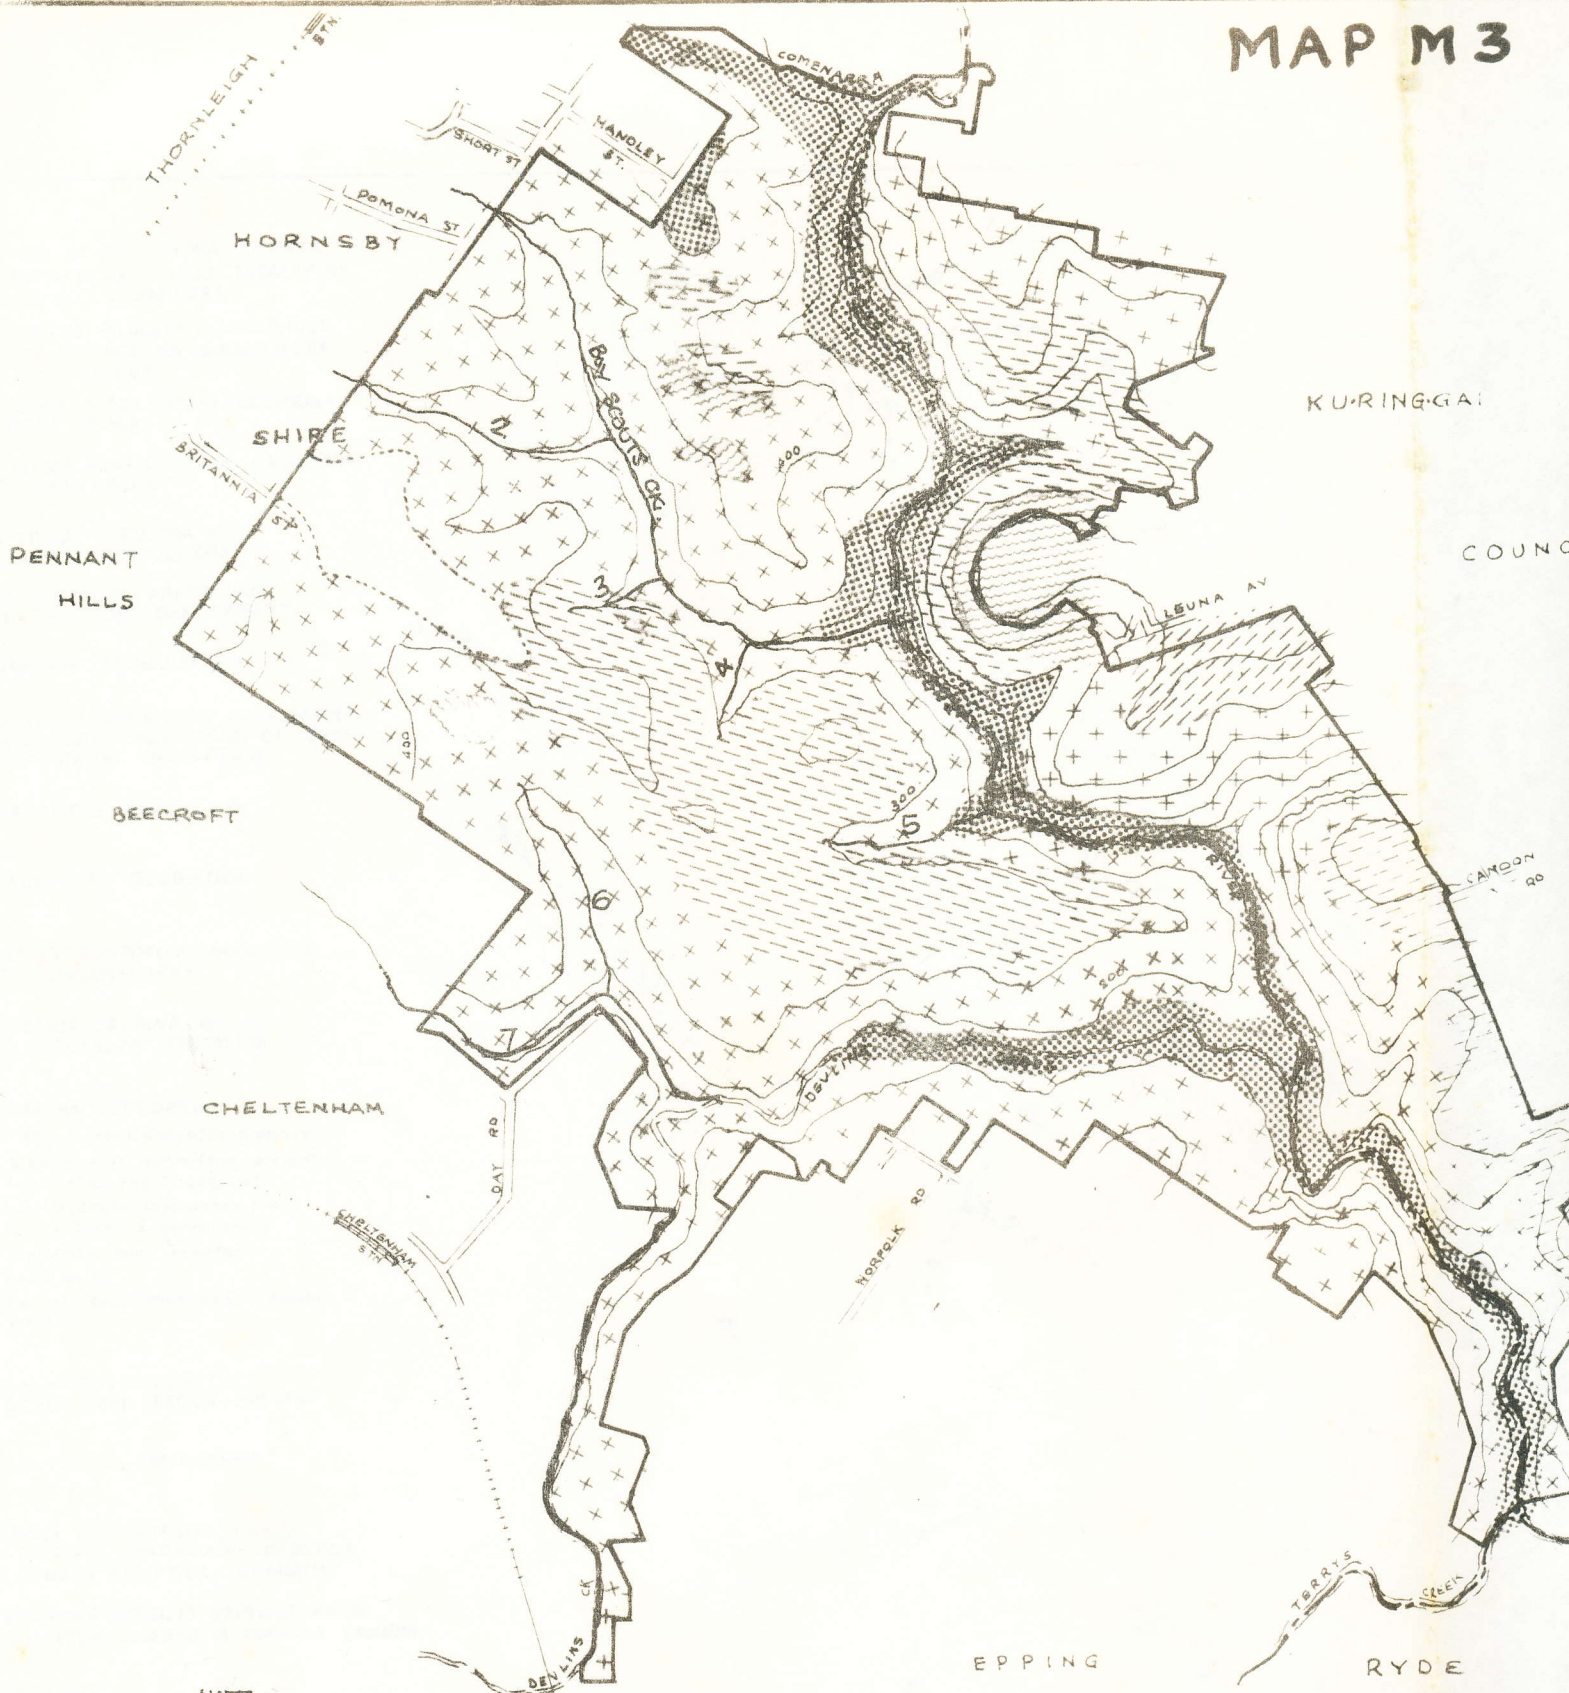 MAP M3
STN.
THORNLEIGH
COMENARRA
SHORT ST
HANDLEY
ST.
POMONA ST
HORNSBY
BOY SCOUTS CK.
KU·RING·GAI
2
SHIRE
BRITANNIA
ST
300
PENNANT
HILLS
COUNC
3
LEUNA AV
4
400
300
5
BEECROFT
RIVER
CAMDON
RD
6
200
7
DEVLINS
CHELTENHAM
DAY RD
NORFOLK RD
CHELTENHAM
STN
CK
DEVLINS
TERRYS
CREEK
EPPING
RYDE